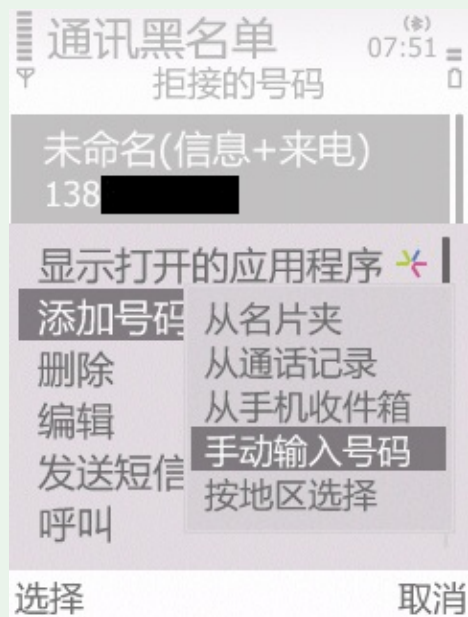 通讯黑名单
07:51
拒接的号码
未命名(信息+来电)
138
显示打开的应用程序
添加号码
从名片夹
删除
从通话记录
编辑
从手机收件箱
发送短信
手动输入号码
呼叫
按地区选择
选择
取消